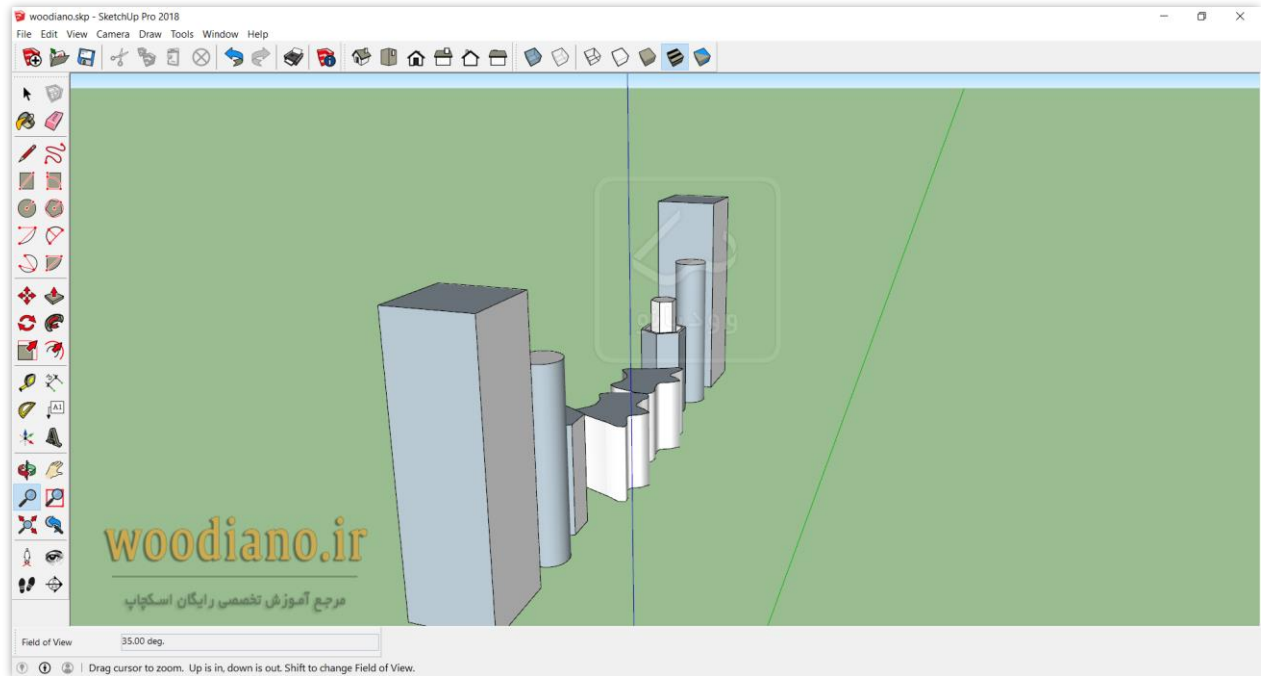 woodiano.skp - SketchUp Pro 2018
File Edit View Camera Draw Tools Window Help
A1
وودیانو
woodiano.ir
مرجع آموزش تخصصی رایگان اسکچاپ
Field of View 35.00 deg.
Drag cursor to zoom. Up is in, down is out. Shift to change Field of View.